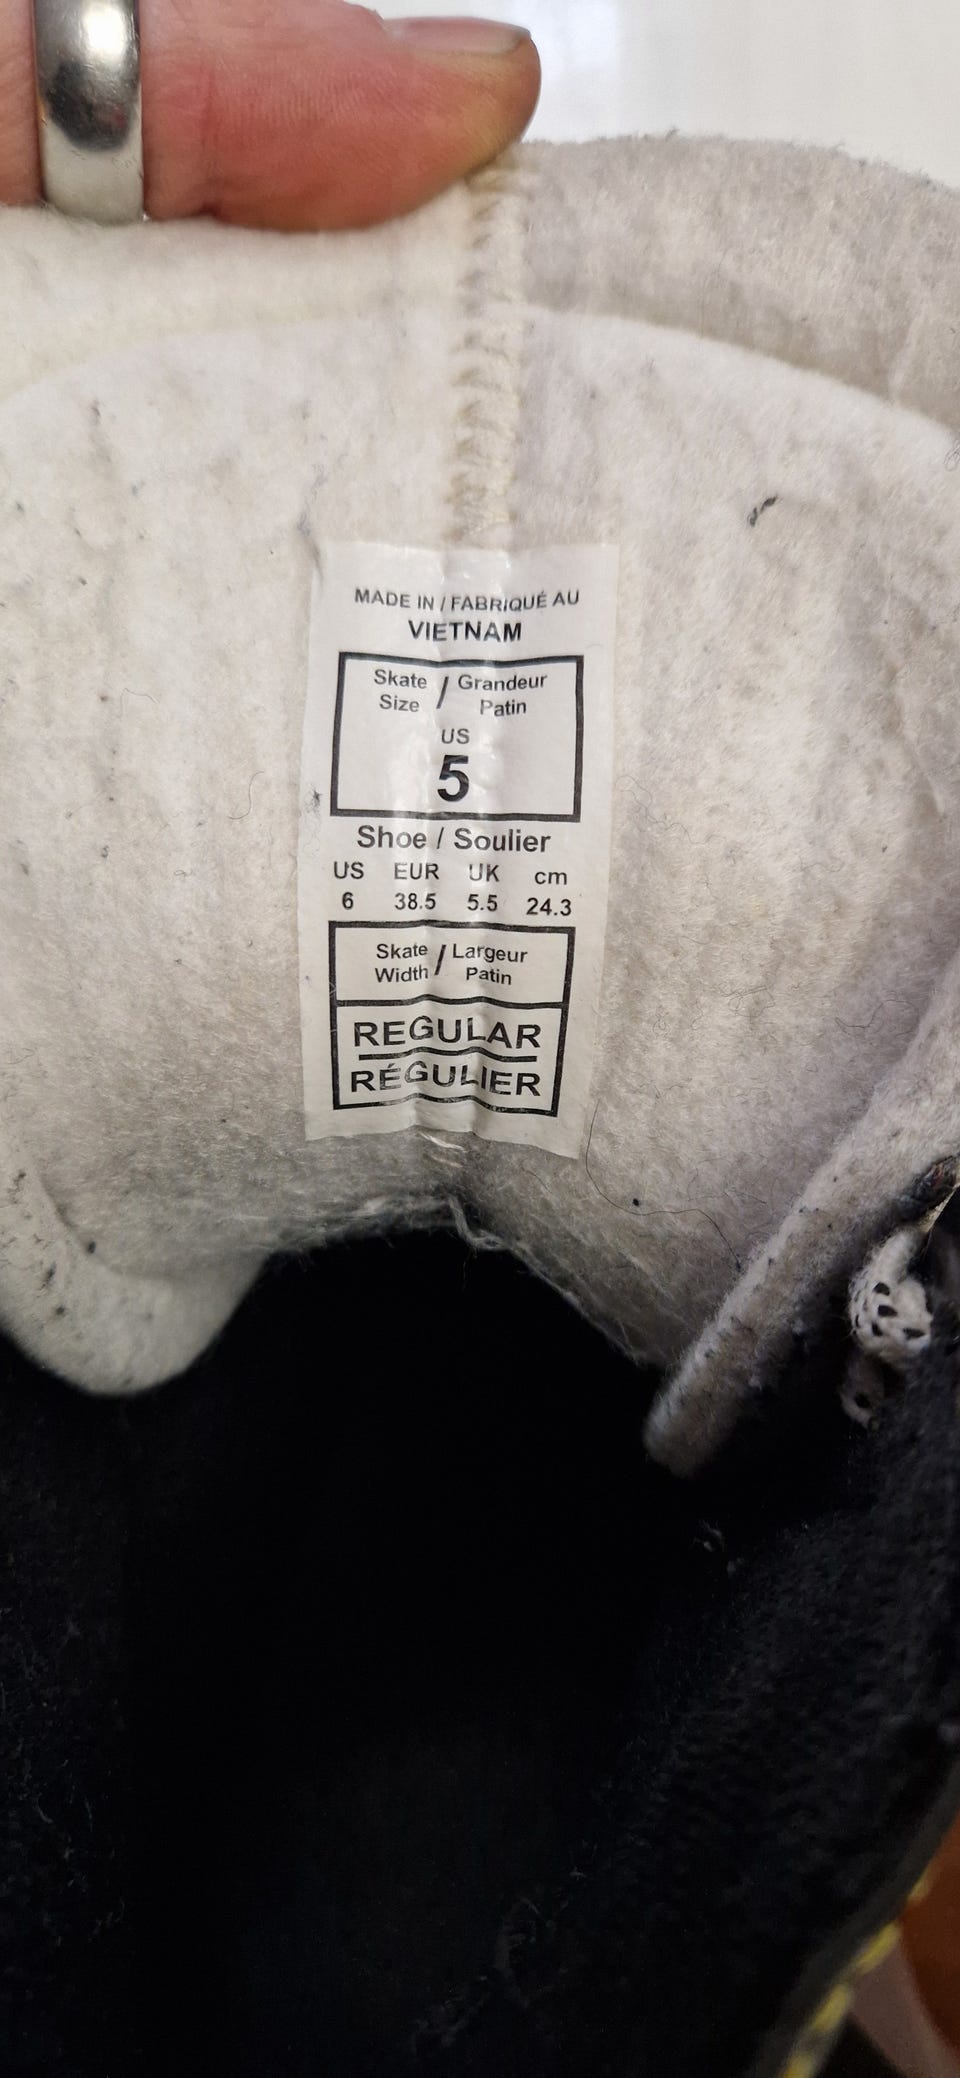 MADE IN / FABRIQUÉ AU
VIETNAM
Skate Size / Grandeur Patin
US
5
Shoe / Soulier
US EUR UK cm
6 38.5 5.5 24.3
Skate Width / Largeur Patin
REGULAR
RÉGULIER